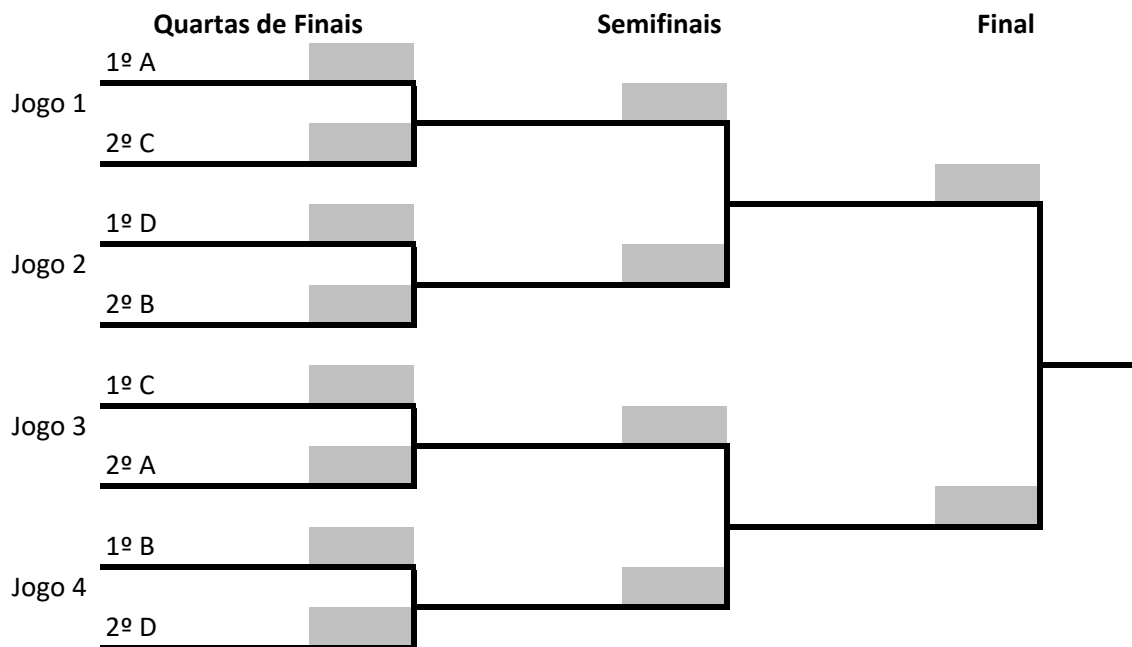 Quartas de Finais Semifinais Final
1º A
Jogo 1
2º C
1º D
Jogo 2
2º B
1º C
Jogo 3
2º A
1º B
Jogo 4
2º D